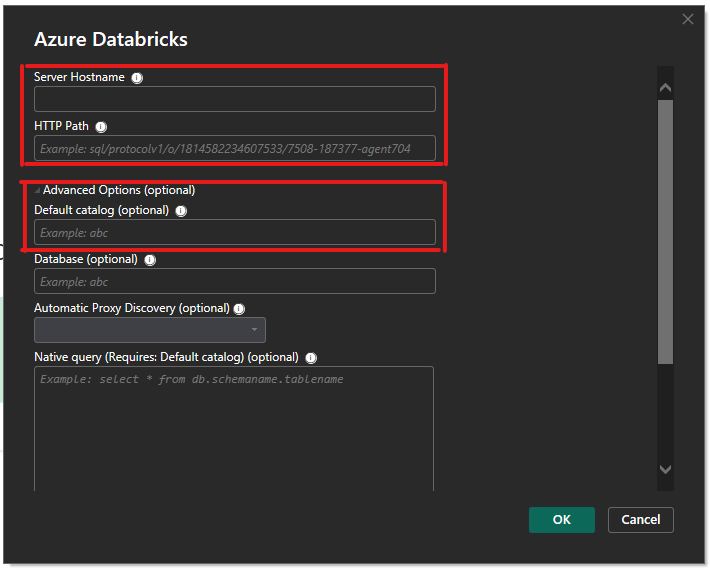 Azure Databricks
Server Hostname
HTTP Path
Example: sql/protocolv1/o/1814582234607533/7508-187377-agent704
Advanced Options (optional)
Default catalog (optional)
Example: abc
Database (optional)
Example: abc
Automatic Proxy Discovery (optional)
Native query (Requires: Default catalog) (optional)
Example: select * from db.schemaname.tablename
OK
Cancel